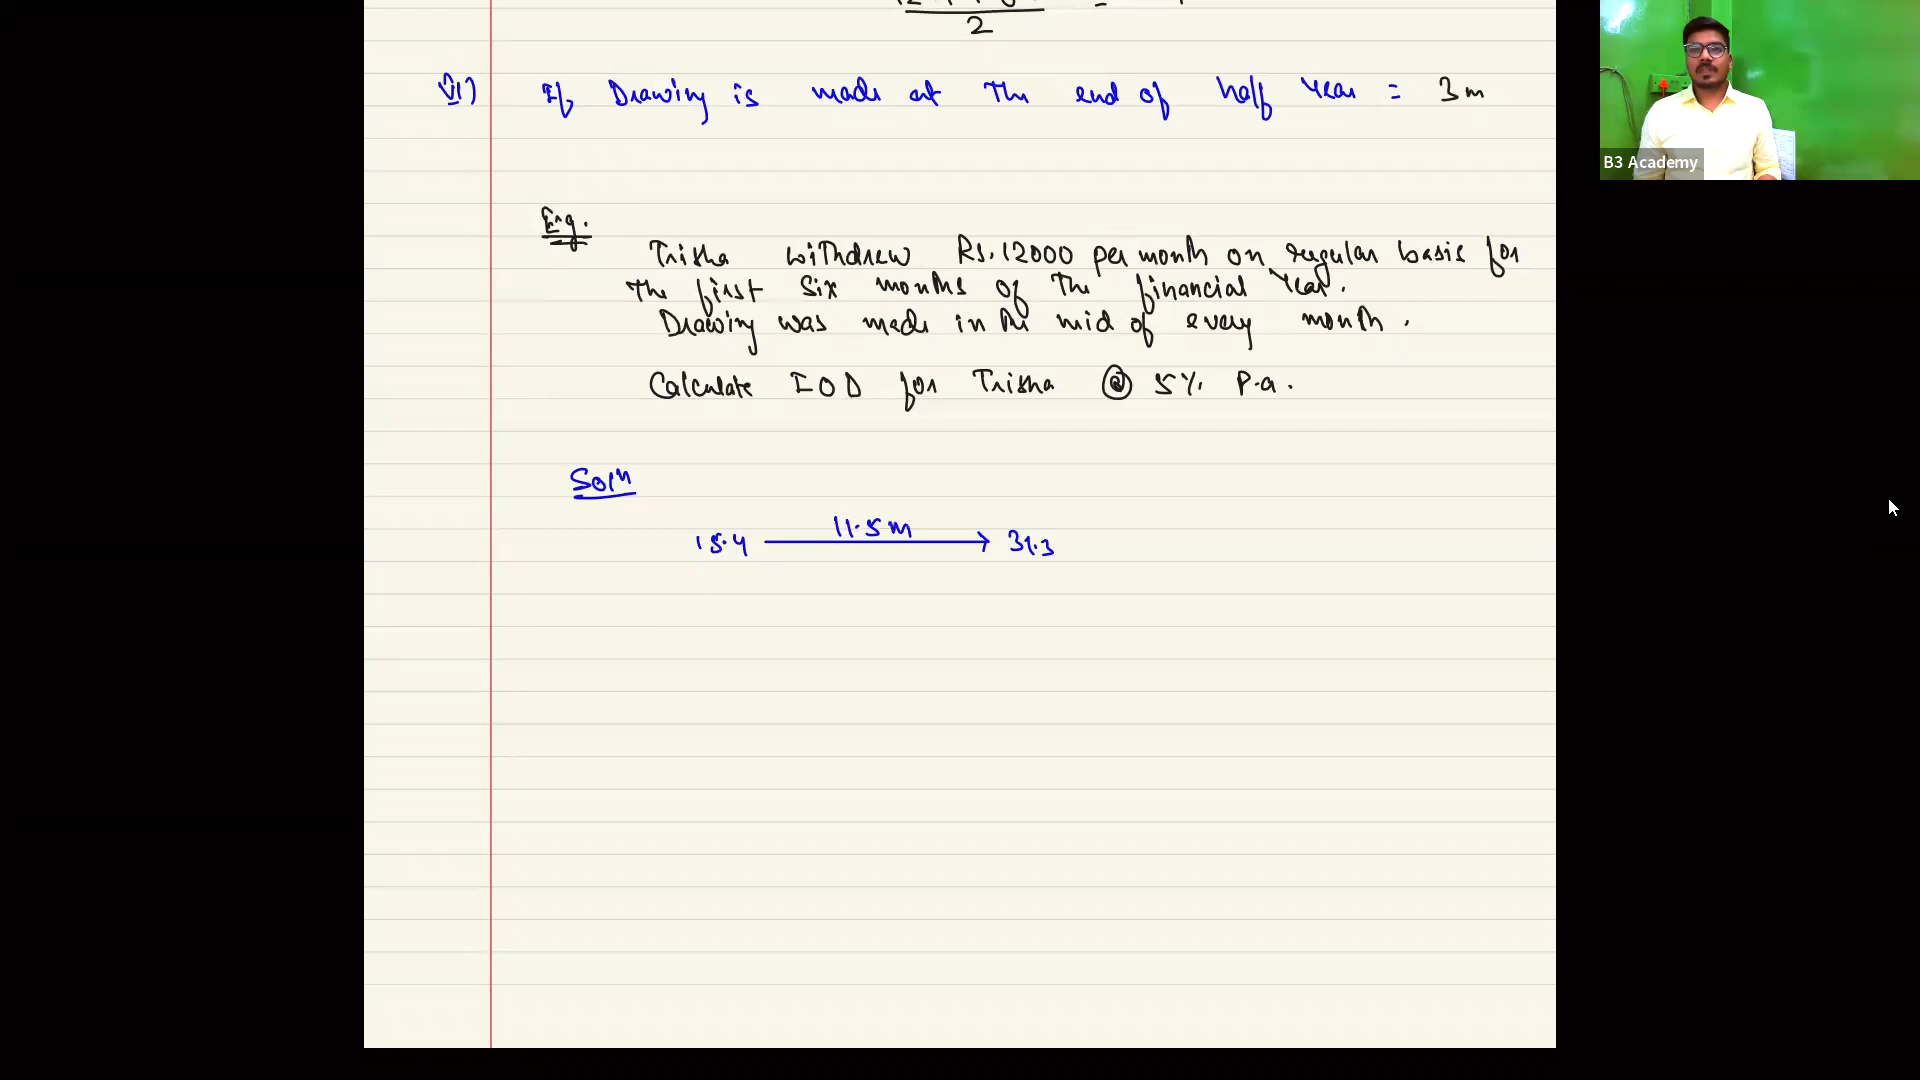 2
VI) If Drawing is made at the end of half year = 3m
B3 Academy
E.g.
Trisha withdrew Rs. 12000 per month on regular basis for
the first six months of the financial year.
Drawing was made in the mid of every month.
Calculate IOD for Trisha @ 5% p.a.
Soln
11.5m
15.4 → 31.3